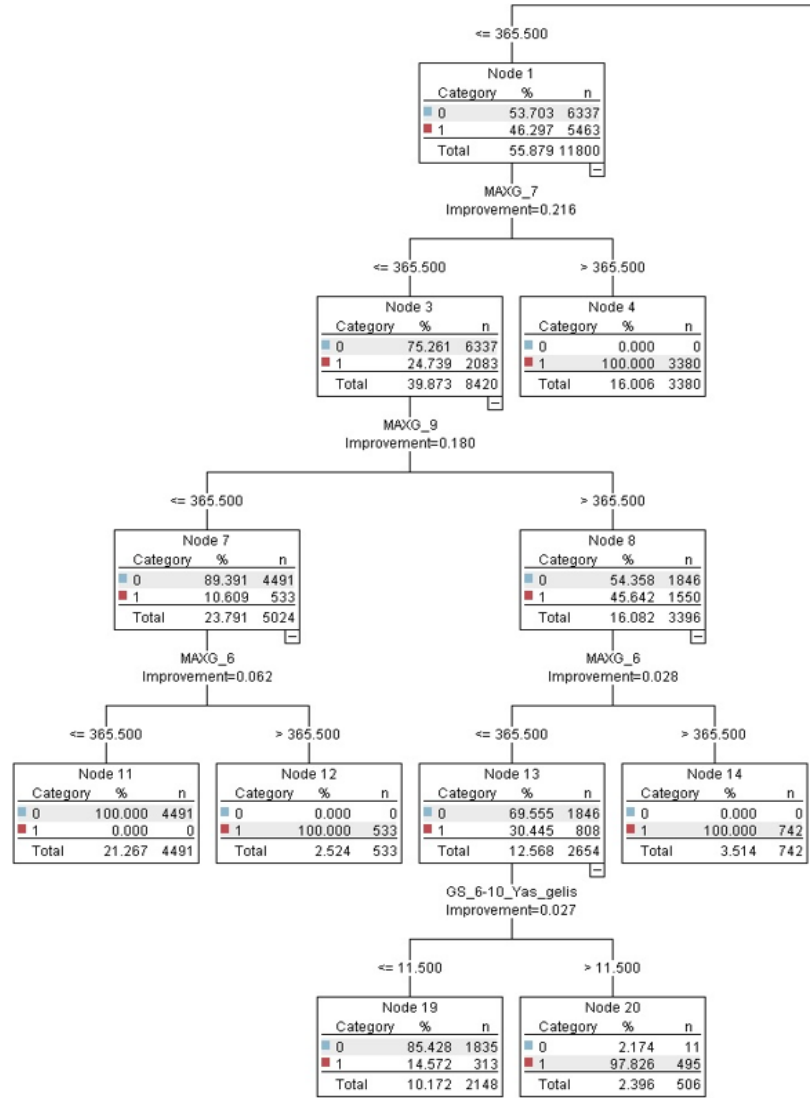 <= 365.500
Node 1
Category % n
0 53.703 6337
1 46.297 5463
Total 55.879 11800
MAXG_7
Improvement=0.216
<= 365.500 > 365.500
Node 3 Node 4
Category % n Category % n
0 75.261 6337 0 0.000 0
1 24.739 2083 1 100.000 3380
Total 39.873 8420 Total 16.006 3380
MAXG_9
Improvement=0.180
<= 365.500 > 365.500
Node 7 Node 8
Category % n Category % n
0 89.391 4491 0 54.358 1846
1 10.609 533 1 45.642 1550
Total 23.791 5024 Total 16.082 3396
MAXG_6 MAXG_6
Improvement=0.062 Improvement=0.028
<= 365.500 > 365.500 <= 365.500 > 365.500
Node 11 Node 12 Node 13 Node 14
Category % n Category % n Category % n Category % n
0 100.000 4491 0 0.000 0 0 69.555 1846 0 0.000 0
1 0.000 0 1 100.000 533 1 30.445 808 1 100.000 742
Total 21.267 4491 Total 2.524 533 Total 12.568 2654 Total 3.514 742
GS_6-10_Yas_gelis
Improvement=0.027
<= 11.500 > 11.500
Node 19 Node 20
Category % n Category % n
0 85.428 1835 0 2.174 11
1 14.572 313 1 97.826 495
Total 10.172 2148 Total 2.396 506